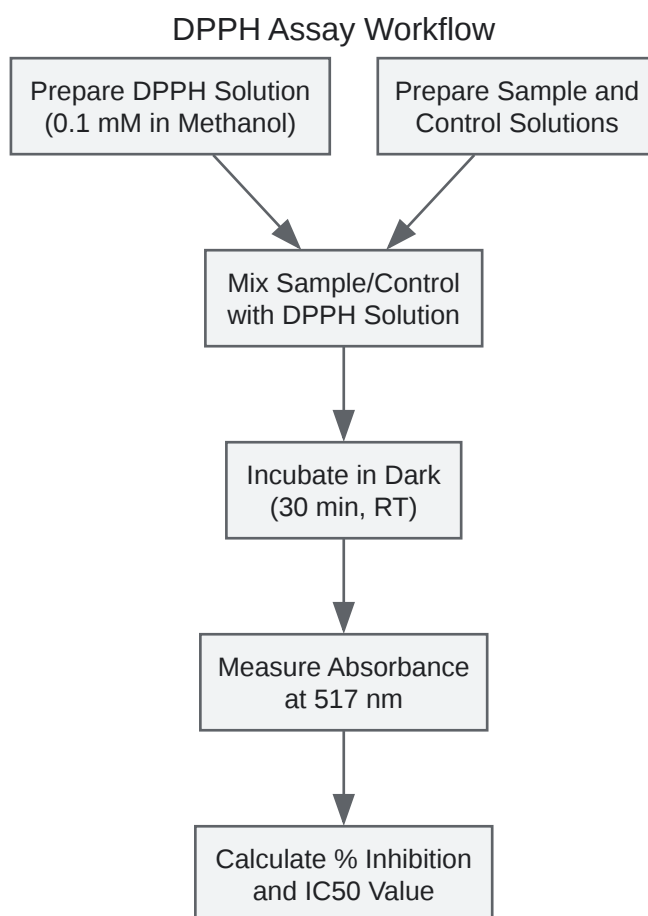 DPPH Assay Workflow
Prepare DPPH Solution
(0.1 mM in Methanol)
Prepare Sample and
Control Solutions
Mix Sample/Control
with DPPH Solution
Incubate in Dark
(30 min, RT)
Measure Absorbance
at 517 nm
Calculate % Inhibition
and IC50 Value